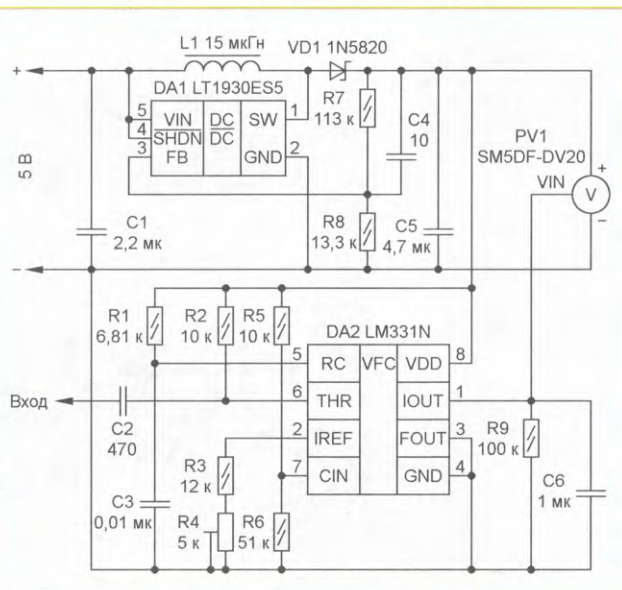 L1 15 мкГн
VD1 1N5820
+
DA1 LT1930ES5
R7
113 к
C4
10
5
VIN
DC
SW
1
4
SHDN
DC
3
FB
GND
2
PV1
SM5DF-DV20
VIN
+
V
–
5 В
C1
2,2 мк
R8
13,3 к
C5
4,7 мк
–
R1
6,81 к
R2
10 к
R5
10 к
DA2 LM331N
5
RC
VFC
VDD
8
Вход
6
THR
IOUT
1
C2
470
2
IREF
FOUT
3
R9
100 к
R3
12 к
7
CIN
GND
4
C6
1 мк
C3
0,01 мк
R4
5 к
R6
51 к